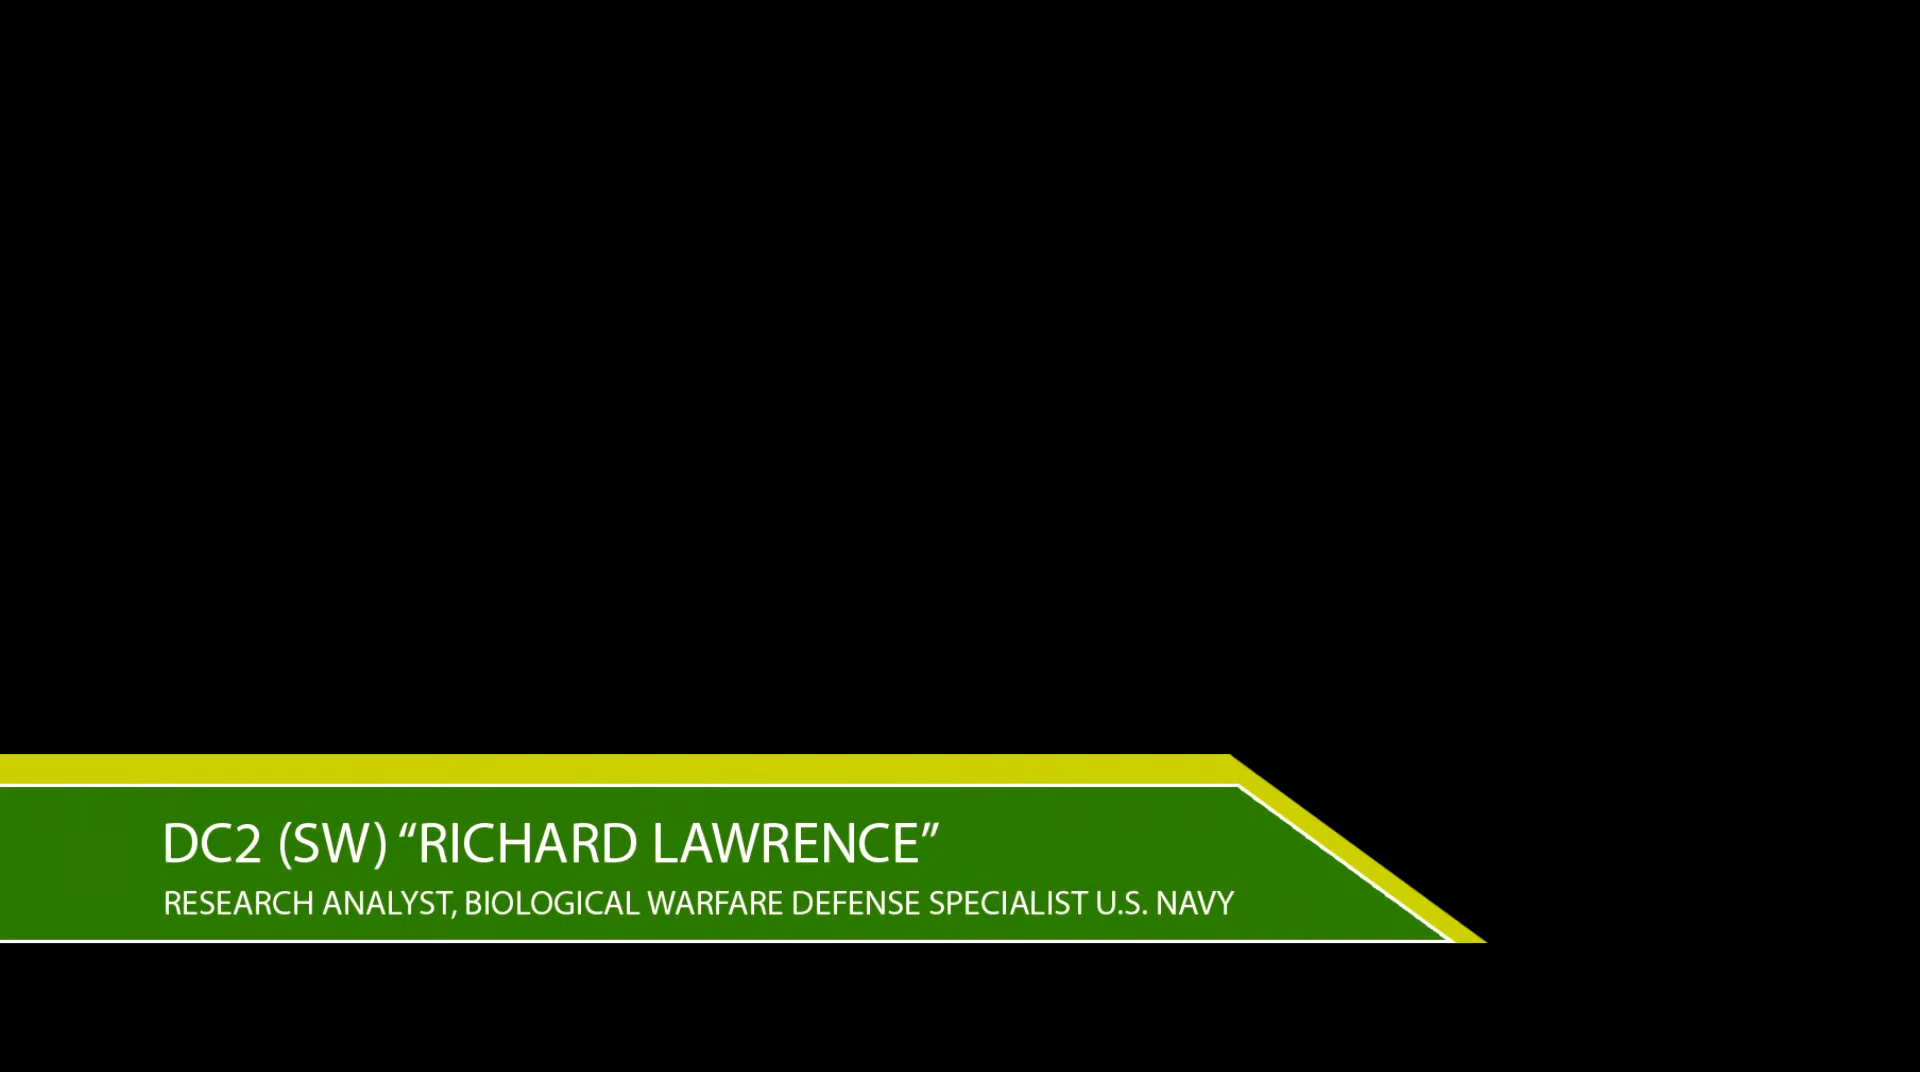 DC2 (SW) “RICHARD LAWRENCE”
RESEARCH ANALYST, BIOLOGICAL WARFARE DEFENSE SPECIALIST U.S. NAVY